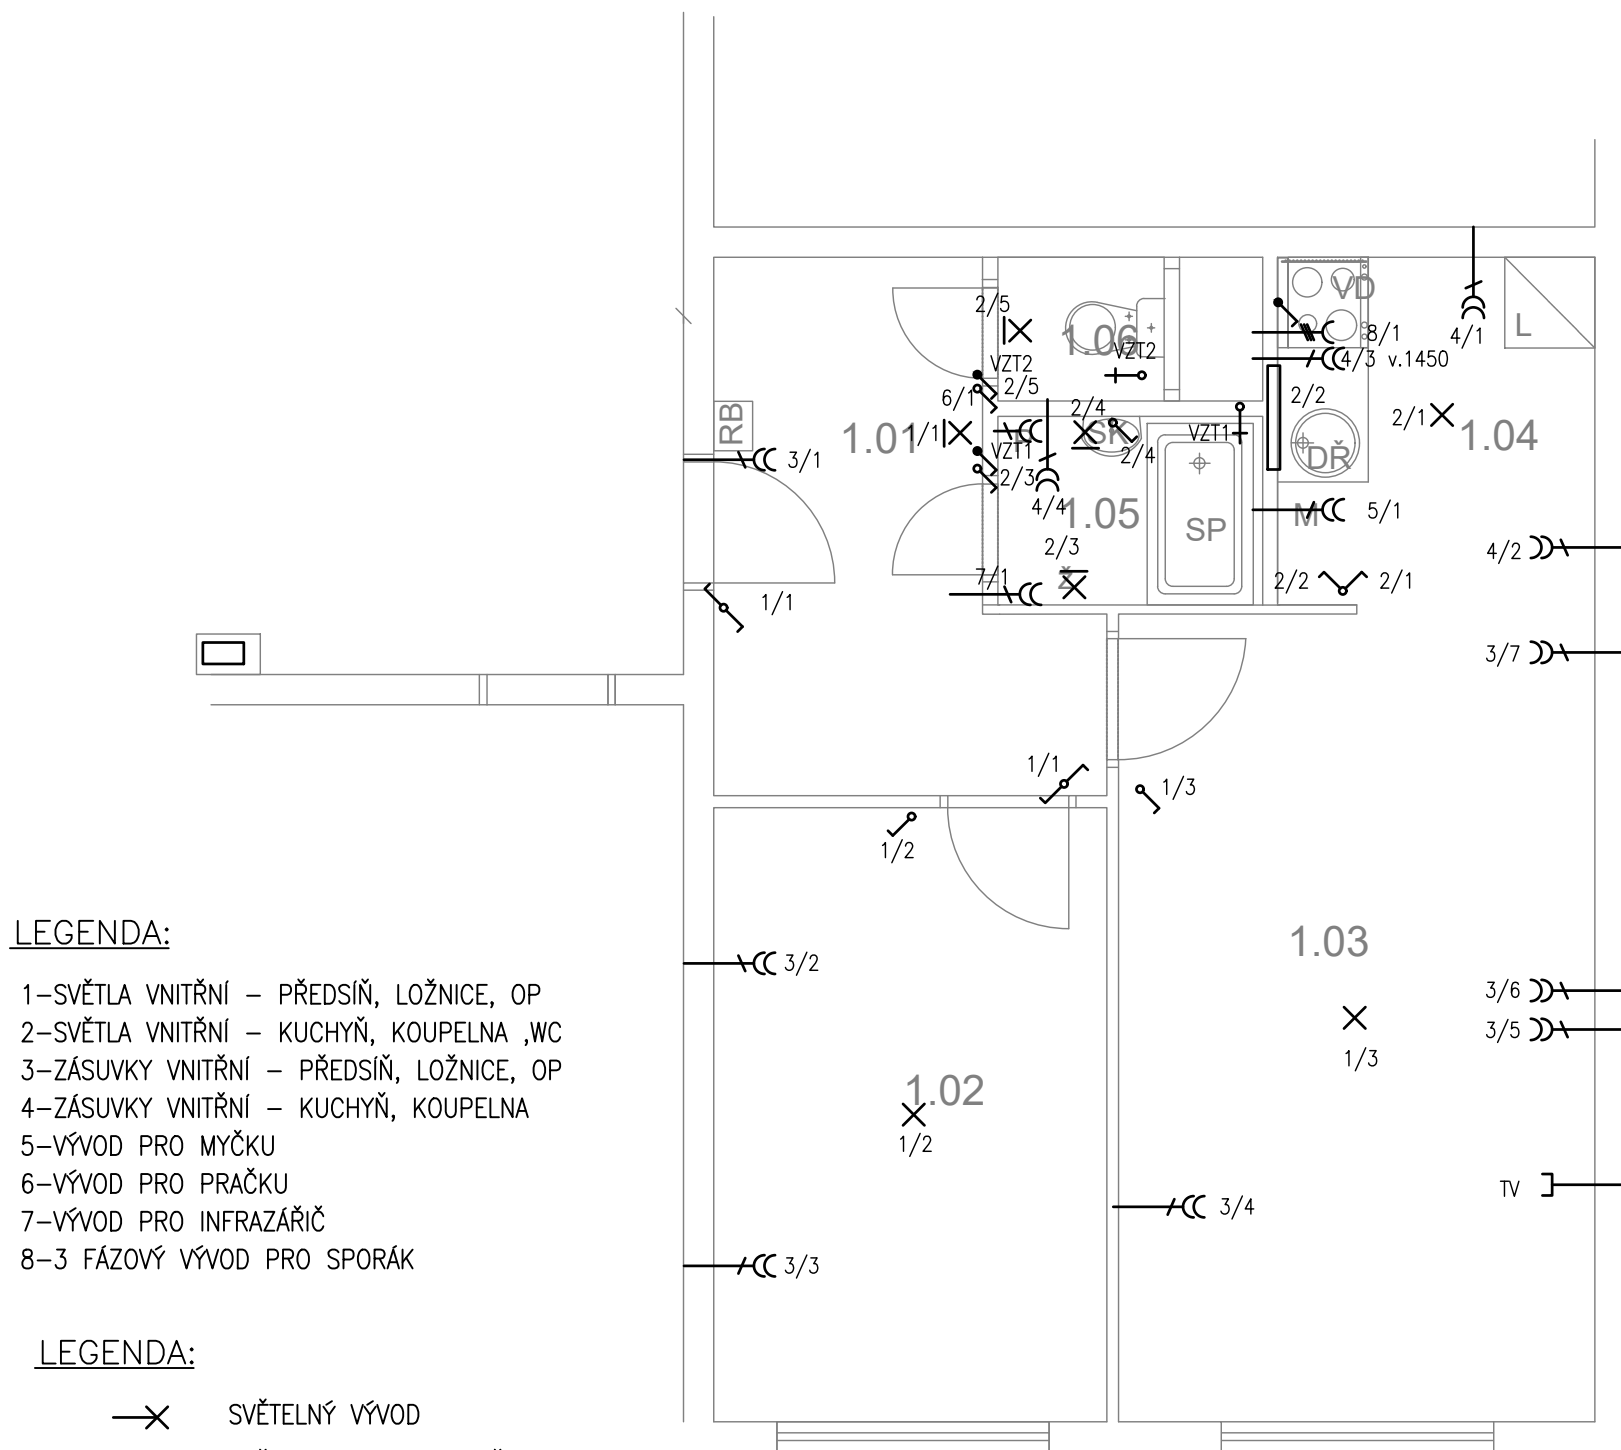 2/5
1.06
VZT2
VZT2
2/5
6/1
2/4
1/1
1.01
P
SK
2/4
VZT1
VZT1
2/3
4/4
1.05
SP
2/3
7/1
Ž
RB
3/1
1/1
VD
8/1
4/3 v.1450
4/1
L
2/2
2/1
1.04
DŘ
M
5/1
4/2
2/2
2/1
3/7
1/1
1/3
1/2
3/2
1.03
3/6
3/5
1/3
1.02
1/2
TV
3/4
3/3
LEGENDA:
1-SVĚTLA VNITŘNÍ - PŘEDSÍŇ, LOŽNICE, OP
2-SVĚTLA VNITŘNÍ - KUCHYŇ, KOUPELNA ,WC
3-ZÁSUVKY VNITŘNÍ - PŘEDSÍŇ, LOŽNICE, OP
4-ZÁSUVKY VNITŘNÍ - KUCHYŇ, KOUPELNA
5-VÝVOD PRO MYČKU
6-VÝVOD PRO PRAČKU
7-VÝVOD PRO INFRAZÁŘIČ
8-3 FÁZOVÝ VÝVOD PRO SPORÁK
LEGENDA:
SVĚTELNÝ VÝVOD